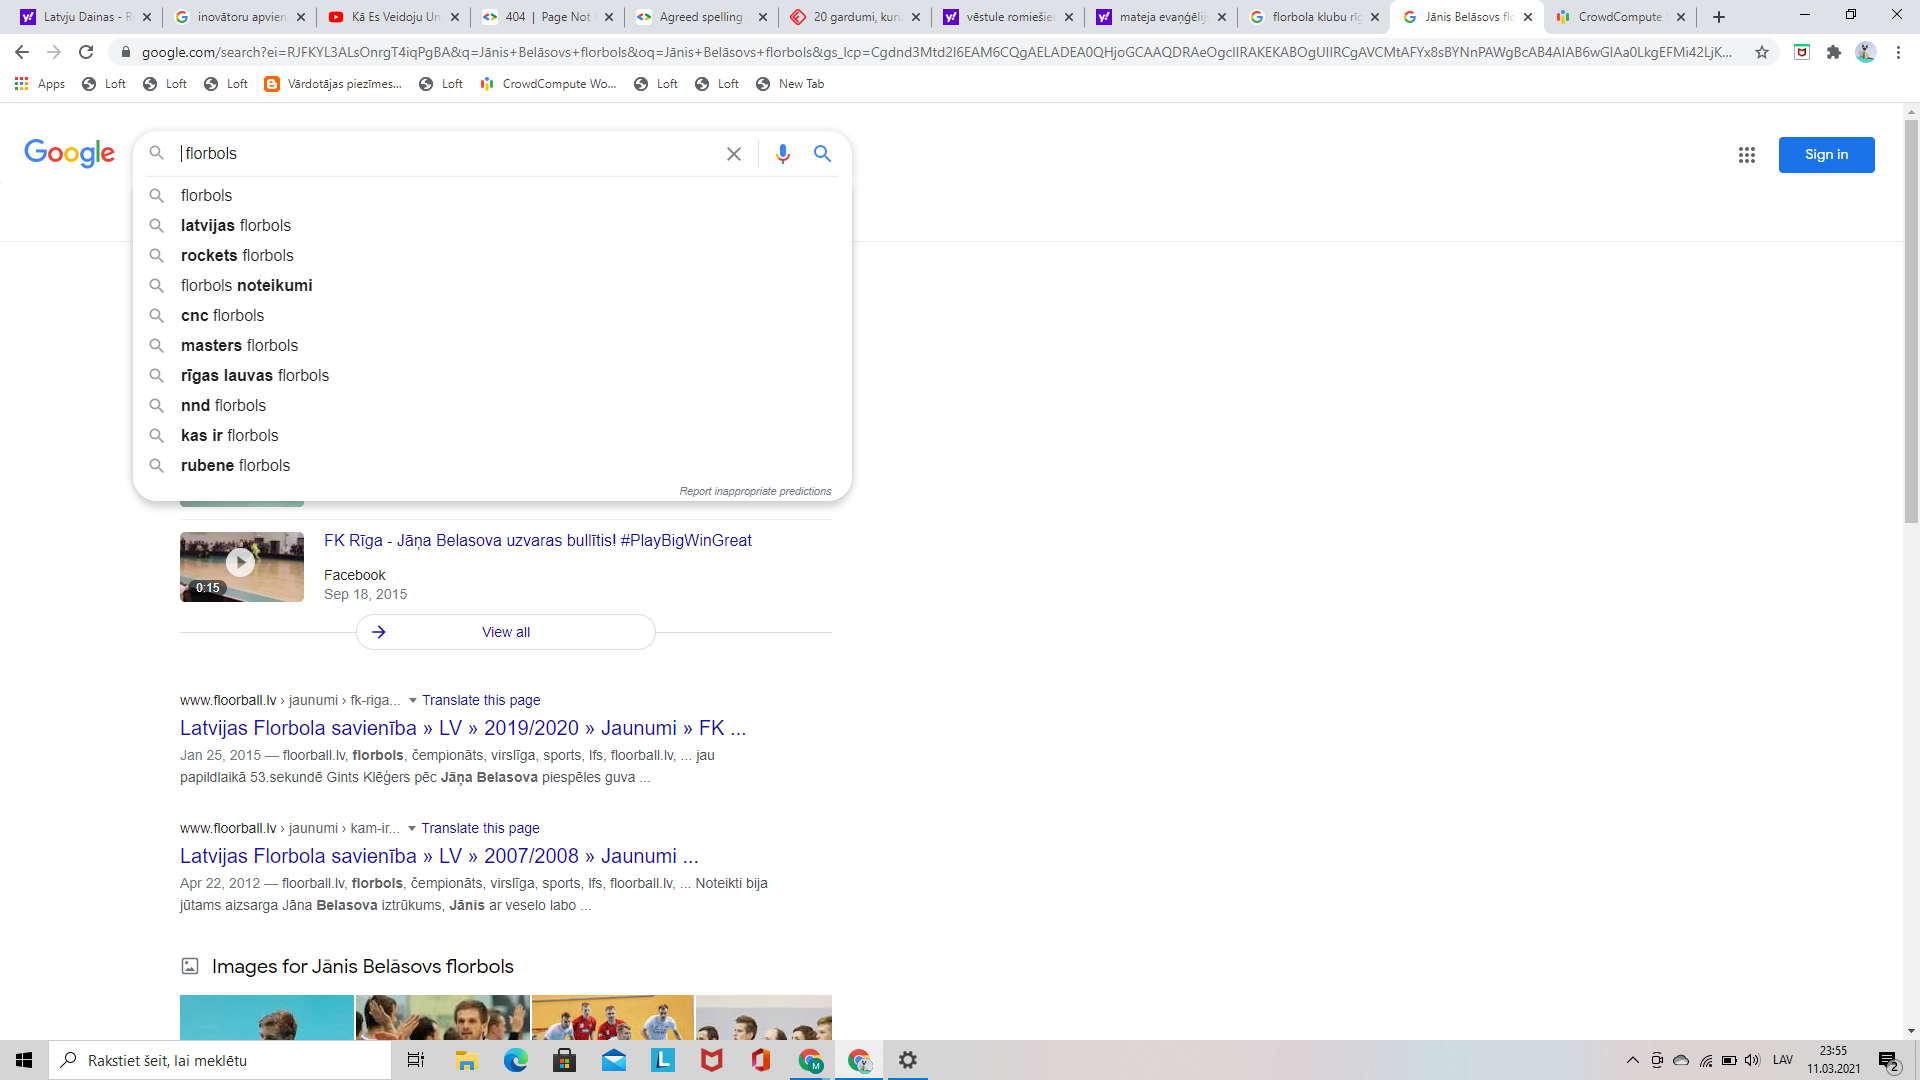 Latvju Dainas - R
inovātoru apvien
Kā Es Veidoju Un
404 | Page Not
Agreed spelling
20 gardumi, kuru
vēstule romiešie
mateja evaņģēlijs
florbola klubu rīg
Jānis Belāsovs flo
CrowdCompute
google.com/search?ei=RJFKYL3ALsOnrgT4iqPgBA&q=Jānis+Belāsovs+florbols&oq=Jānis+Belāsovs+florbols&gs_lcp=Cgdnd3Mtd2l6EAM6CQgAELADEA0QHjoGCAAQDRAeOgcIIRAKEKABOgUIIRCgAVCMtAFYx8sBYNnPAWgBcAB4AIAB6wGIAa0LkgEFMi42LjK...
Apps Loft Loft Loft Vārdotājas piezīmes... Loft CrowdCompute Wo... Loft Loft New Tab
Google
florbols
Sign in
florbols
latvijas florbols
rockets florbols
florbols noteikumi
cnc florbols
masters florbols
rīgas lauvas florbols
nnd florbols
kas ir florbols
rubene florbols
Report inappropriate predictions
FK Rīga - Jāņa Belasova uzvaras bullītis! #PlayBigWinGreat
0:15
Facebook
Sep 18, 2015
View all
www.floorball.lv › jaunumi › fk-riga... Translate this page
Latvijas Florbola savienība » LV » 2019/2020 » Jaunumi » FK ...
Jan 25, 2015 — floorball.lv, florbols, čempionāts, virslīga, sports, lfs, floorball.lv, ... jau
papildlaikā 53.sekundē Gints Klēģers pēc Jāņa Belasova piespēles guva ...
www.floorball.lv › jaunumi › kam-ir... Translate this page
Latvijas Florbola savienība » LV » 2007/2008 » Jaunumi ...
Apr 22, 2012 — floorball.lv, florbols, čempionāts, virslīga, sports, lfs, floorball.lv, ... Noteikti bija
jūtams aizsarga Jāna Belasova iztrūkums, Jānis ar veselo labo ...
Images for Jānis Belāsovs florbols
Rakstiet šeit, lai meklētu
LAV
23:55
11.03.2021
2